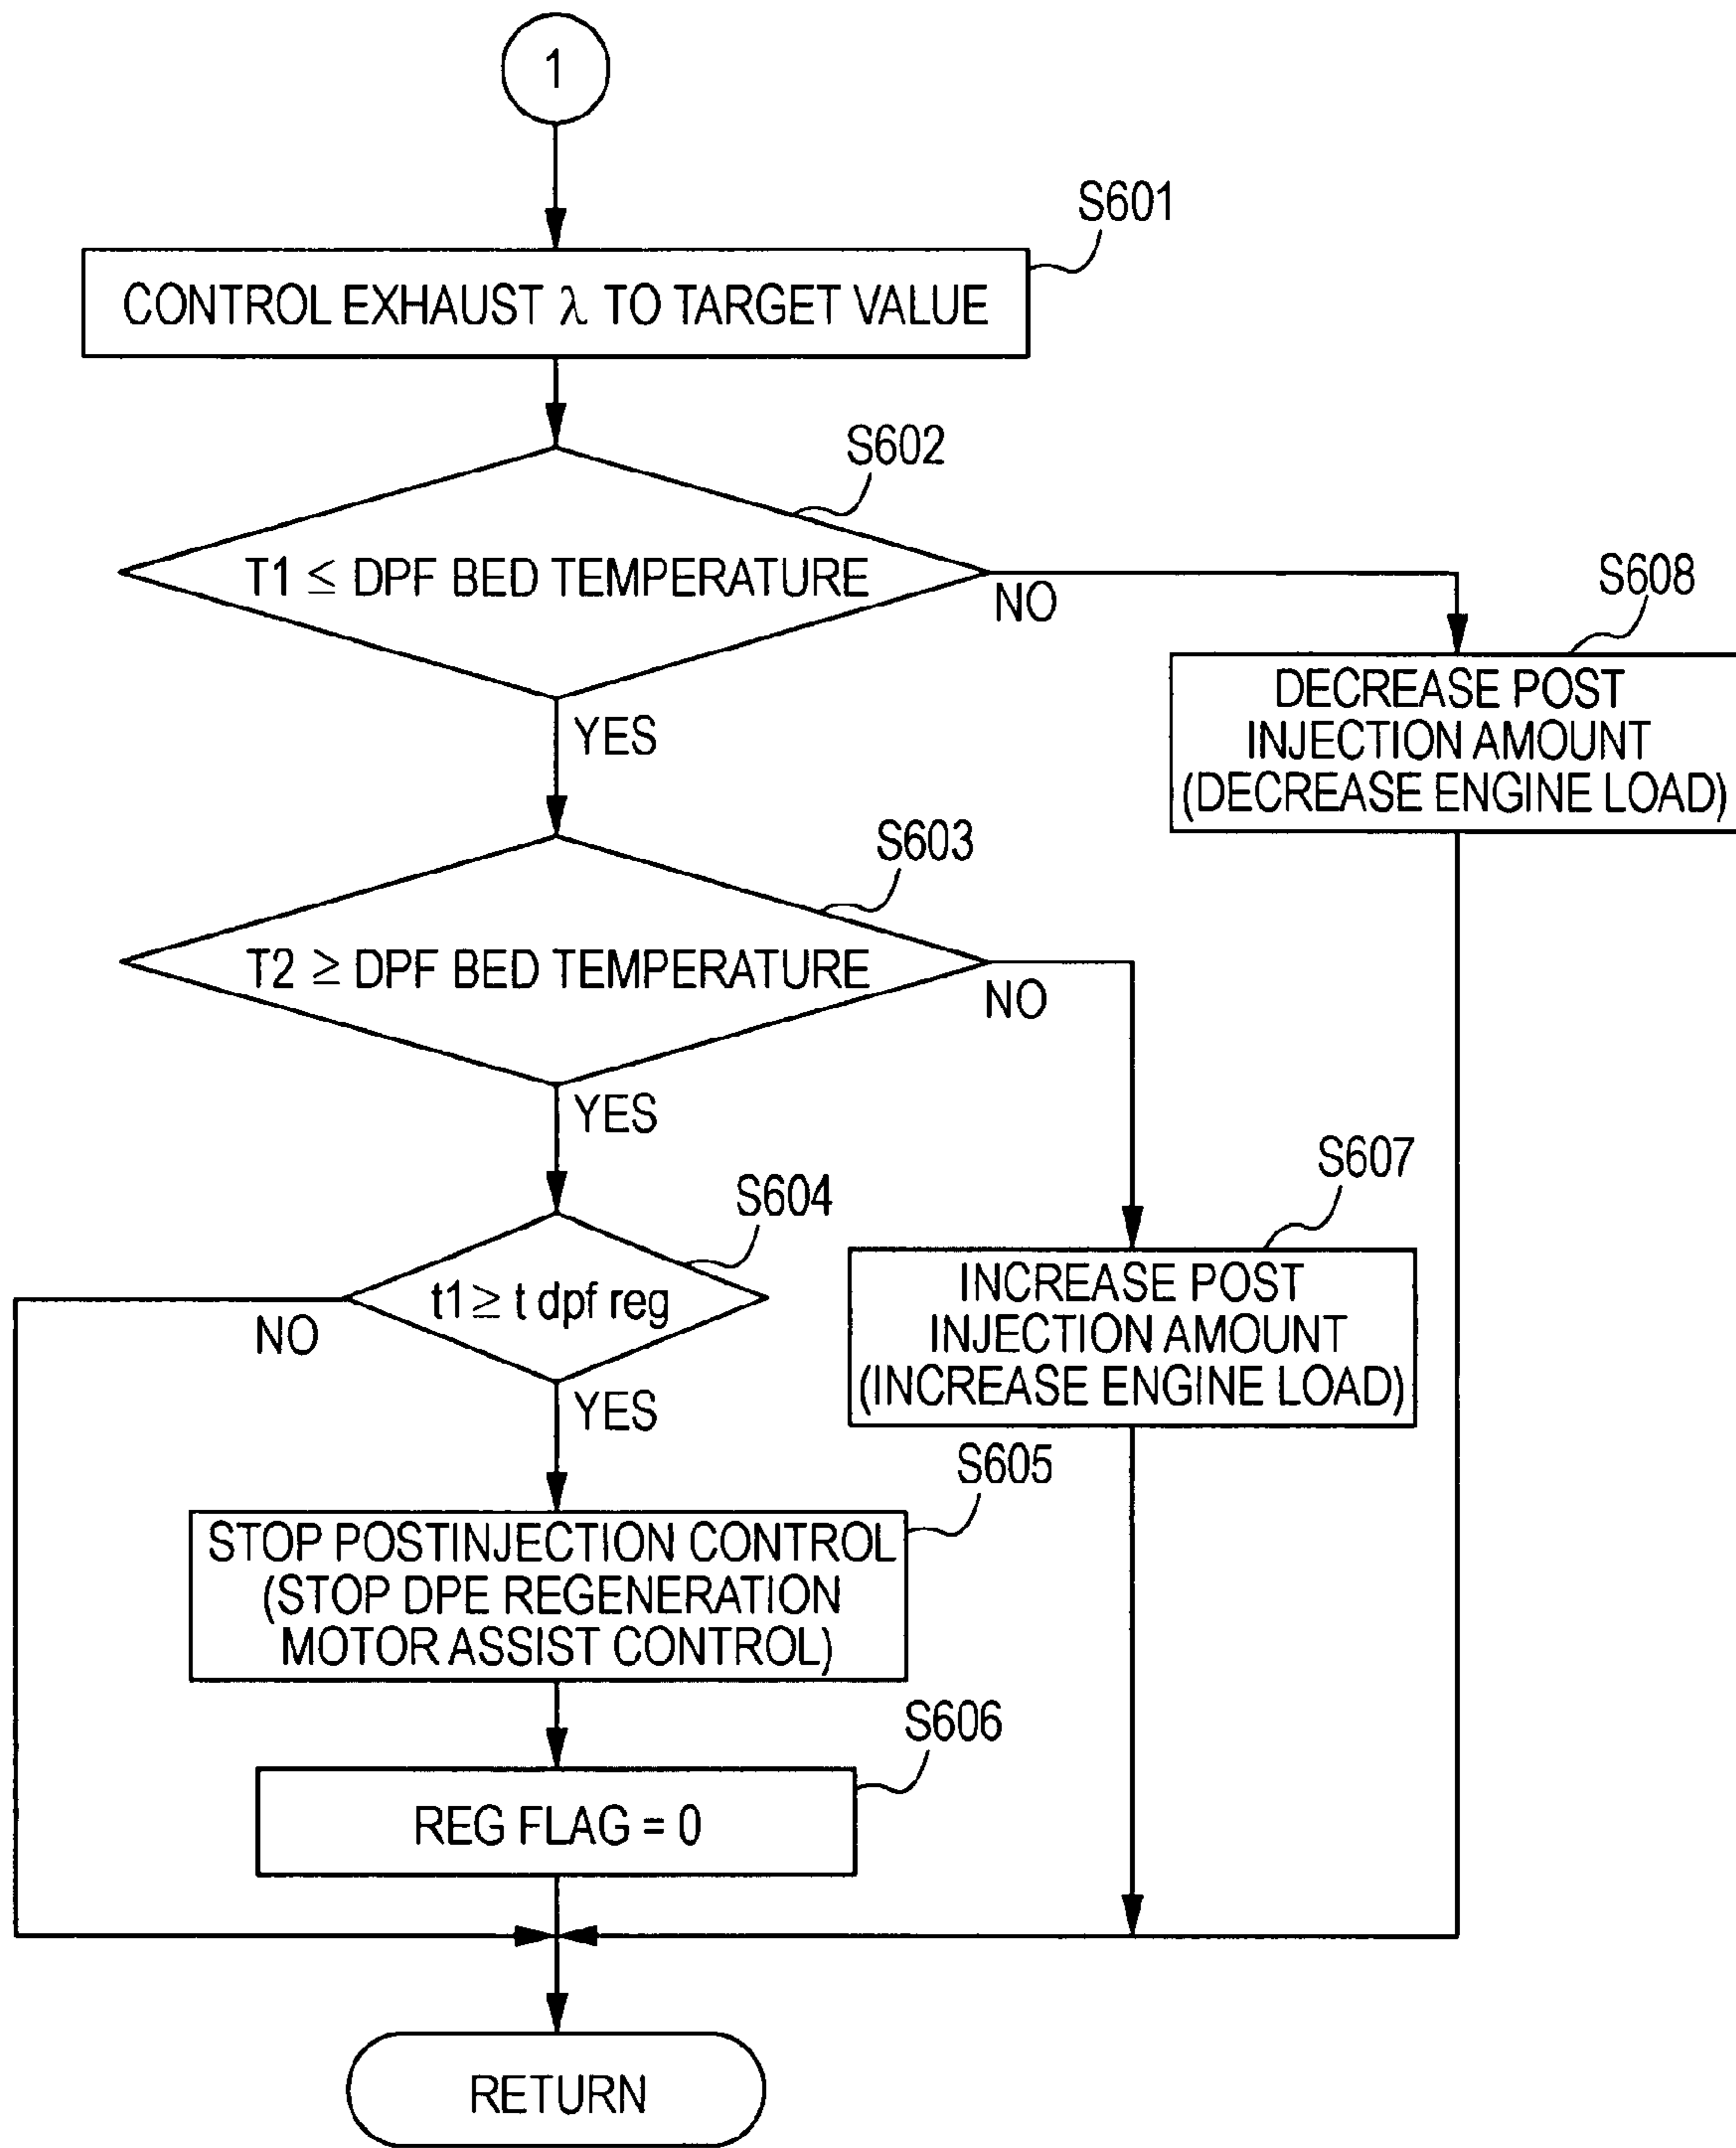 1
S601
CONTROL EXHAUST λ TO TARGET VALUE
S602
T1 ≤ DPF BED TEMPERATURE
NO
YES
S608
DECREASE POST
INJECTION AMOUNT
(DECREASE ENGINE LOAD)
S603
T2 ≥ DPF BED TEMPERATURE
NO
YES
S607
INCREASE POST
INJECTION AMOUNT
(INCREASE ENGINE LOAD)
S604
t1 ≥ t dpf reg
NO
YES
S605
STOP POSTINJECTION CONTROL
(STOP DPE REGENERATION
MOTOR ASSIST CONTROL)
S606
REG FLAG = 0
RETURN